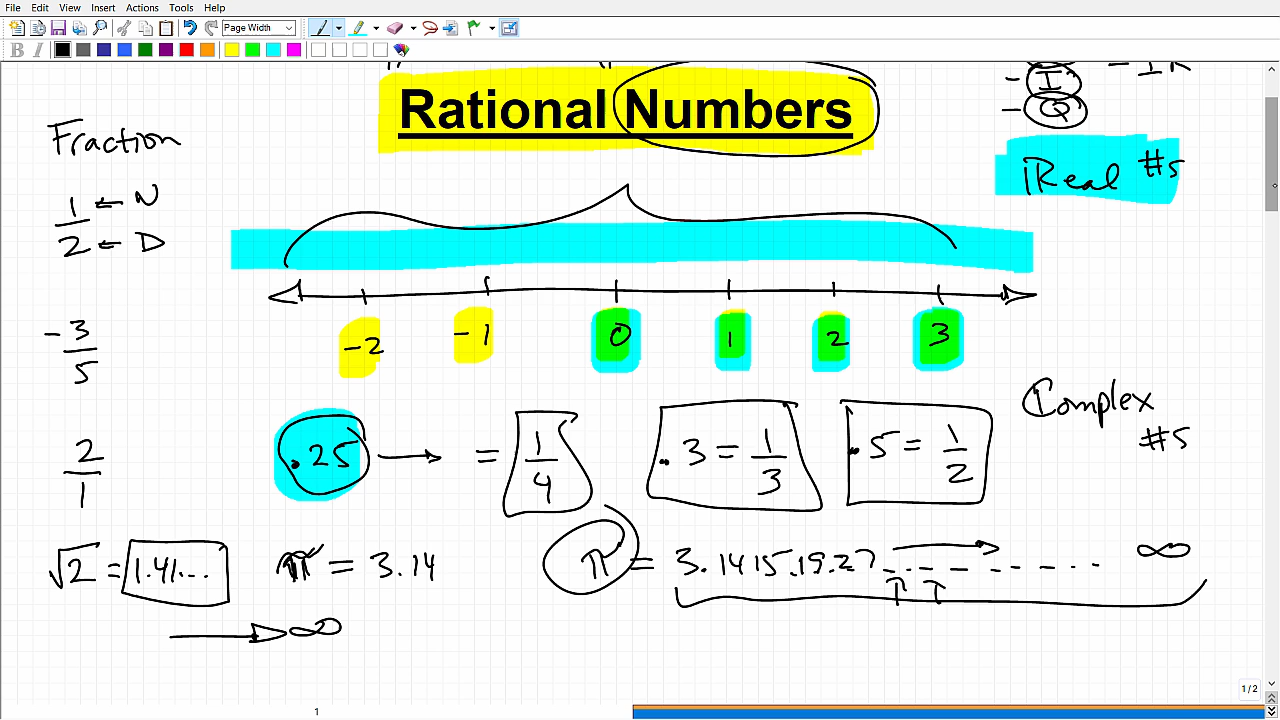 File Edit View Insert Actions Tools Help
Page Width
B I
Rational Numbers
- I
- Q
Real #s
Fraction
1/2 ← N
← D
-3/5
2/1
-2 -1 0 1 2 3
Complex
#s
.25 → = 1/4
.3 = 1/3
.5 = 1/2
√2 = 1.41...
π = 3.14
π = 3.1415.19.27 → ∞
→ ∞
1/2
1